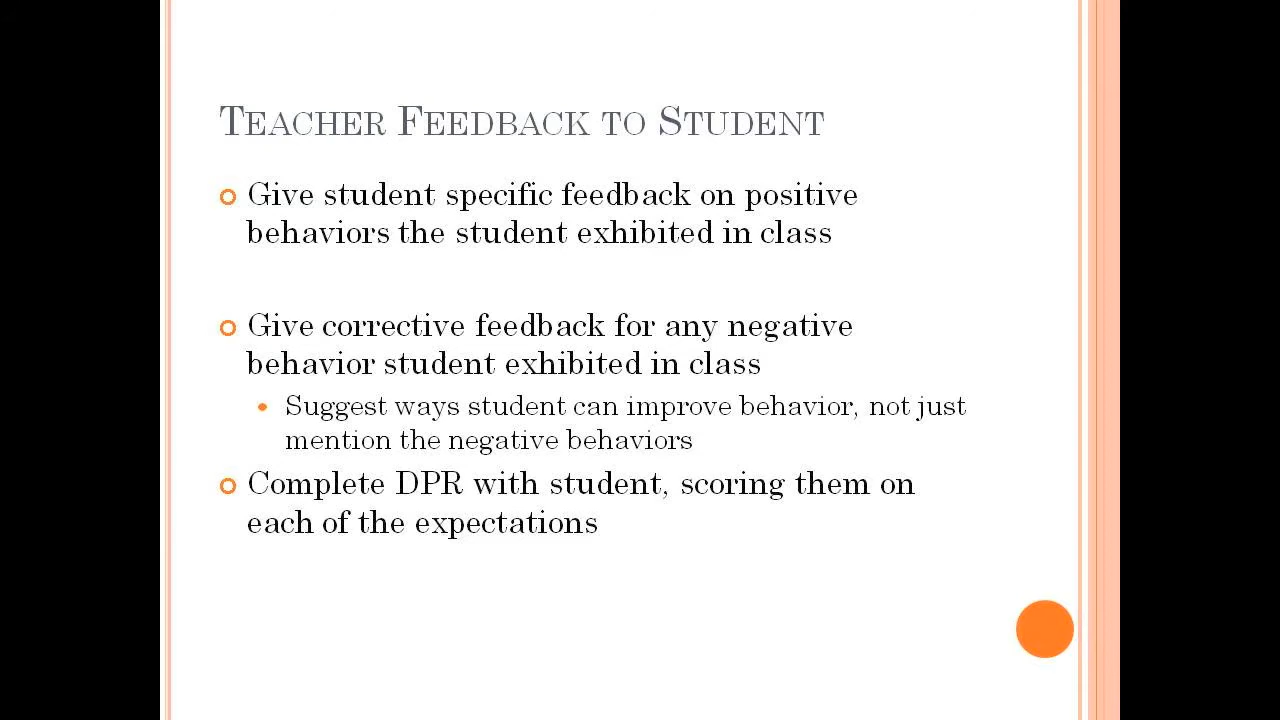 Teacher Feedback to Student
Give student specific feedback on positive
behaviors the student exhibited in class
Give corrective feedback for any negative
behavior student exhibited in class
Suggest ways student can improve behavior, not just
mention the negative behaviors
Complete DPR with student, scoring them on
each of the expectations